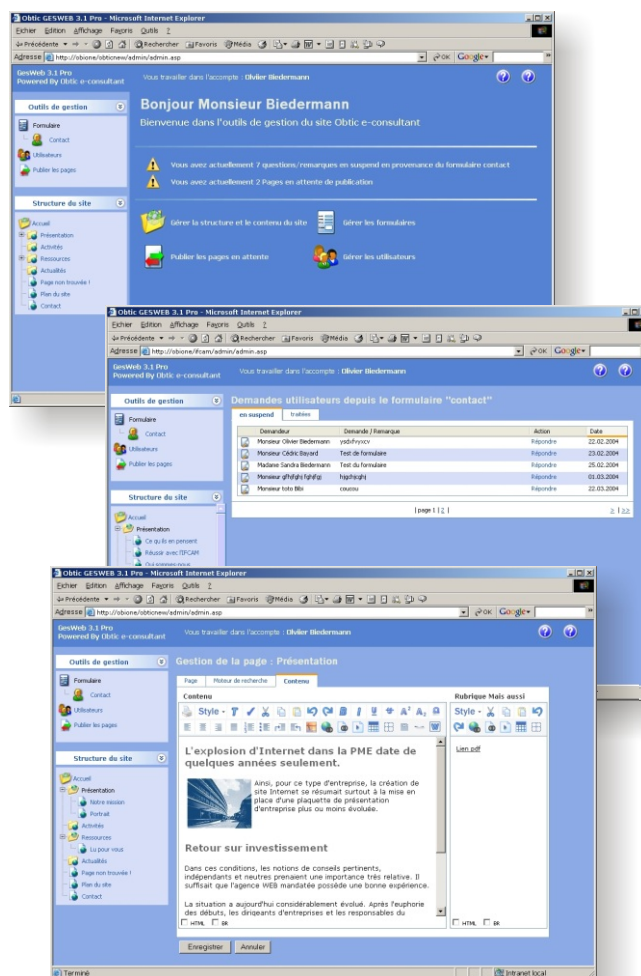 Obtic GESWEB 3.1 Pro - Microsoft Internet Explorer
Fichier Edition Affichage Favoris Outils ?
Précédente Rechercher Favoris Média
Adresse http://obione/obticnew/admin/admin.asp OK Google
GesWeb 3.1 Pro
Powered By Obtic e-consultant
Vous travailler dans l'accompte : Olvier Biedermann
Outils de gestion
Formulaire
Contact
Utilisateurs
Publier les pages
Structure du site
Accueil
Présentation
Activités
Ressources
Actualités
Page non trouvée !
Plan du site
Contact
Bonjour Monsieur Biedermann
Bienvenue dans l'outils de gestion du site Obtic e-consultant
Vous avez actuellement 7 questions/remarques en suspend en provenance du formulaire contact
Vous avez actuellement 2 Pages en attente de publication
Gérer la structure et le contenu du site
Gérer les formulaires
Publier les pages en attente
Gérer les utilisateurs
Obtic GESWEB 3.1 Pro - Microsoft Internet Explorer
Fichier Edition Affichage Favoris Outils ?
Précédente Rechercher Favoris Média
Adresse http://obione/ifcam/admin/admin.asp OK Google
GesWeb 3.1 Pro
Powered By Obtic e-consultant
Vous travailler dans l'accompte : Olivier Biedermann
Outils de gestion
Formulaire
Contact
Utilisateurs
Publier les pages
Structure du site
Accueil
Présentation
Ce qu'ils en pensent
Réussir avec l'IFCAM
Qui sommes-nous
Demandes utilisateurs depuis le formulaire "contact"
en suspend traitées
Demandeur Demande / Remarque Action Date
Monsieur Olivier Biedermann Répondre 22.02.2004
Monsieur Cédric Bayard Test de formulaire Répondre 23.02.2004
Madame Sandra Biedermann Test du formulaire Répondre 25.02.2004
Monsieur Répondre 01.03.2004
Monsieur toto Bibi coucou Répondre 22.03.2004
| page 1 | 2 | > | >>
Obtic GESWEB 3.1 Pro - Microsoft Internet Explorer
Fichier Edition Affichage Favoris Outils ?
Précédente Rechercher Favoris Média
Adresse http://obione/obticnew/admin/admin.asp OK Google
GesWeb 3.1 Pro
Powered By Obtic e-consultant
Vous travailler dans l'accompte : Olvier Biedermann
Outils de gestion
Formulaire
Contact
Utilisateurs
Publier les pages
Structure du site
Accueil
Présentation
Notre mission
Portrait
Activités
Ressources
Lu pour vous
Actualités
Page non trouvée !
Plan du site
Contact
Gestion de la page : Présentation
Page Moteur de recherche Contenu
Contenu
Style
L'explosion d'Internet dans la PME date de
quelques années seulement.
Ainsi, pour ce type d'entreprise, la création de
site Internet se résumait surtout à la mise en
place d'une plaquette de présentation
d'entreprise plus ou moins évoluée.
Retour sur investissement
Dans ces conditions, les notions de conseils pertinents,
indépendants et neutres prenaient une importance très relative. Il
suffisait que l'agence WEB mandatée possède une bonne expérience.
La situation a aujourd'hui considérablement évolué. Après l'euphorie
des débuts, les dirigeants d'entreprises et les responsables du
HTML BR
Rubrique Mais aussi
Style
Lien pdf
HTML BR
Enregistrer Annuler
Terminé
Intranet local